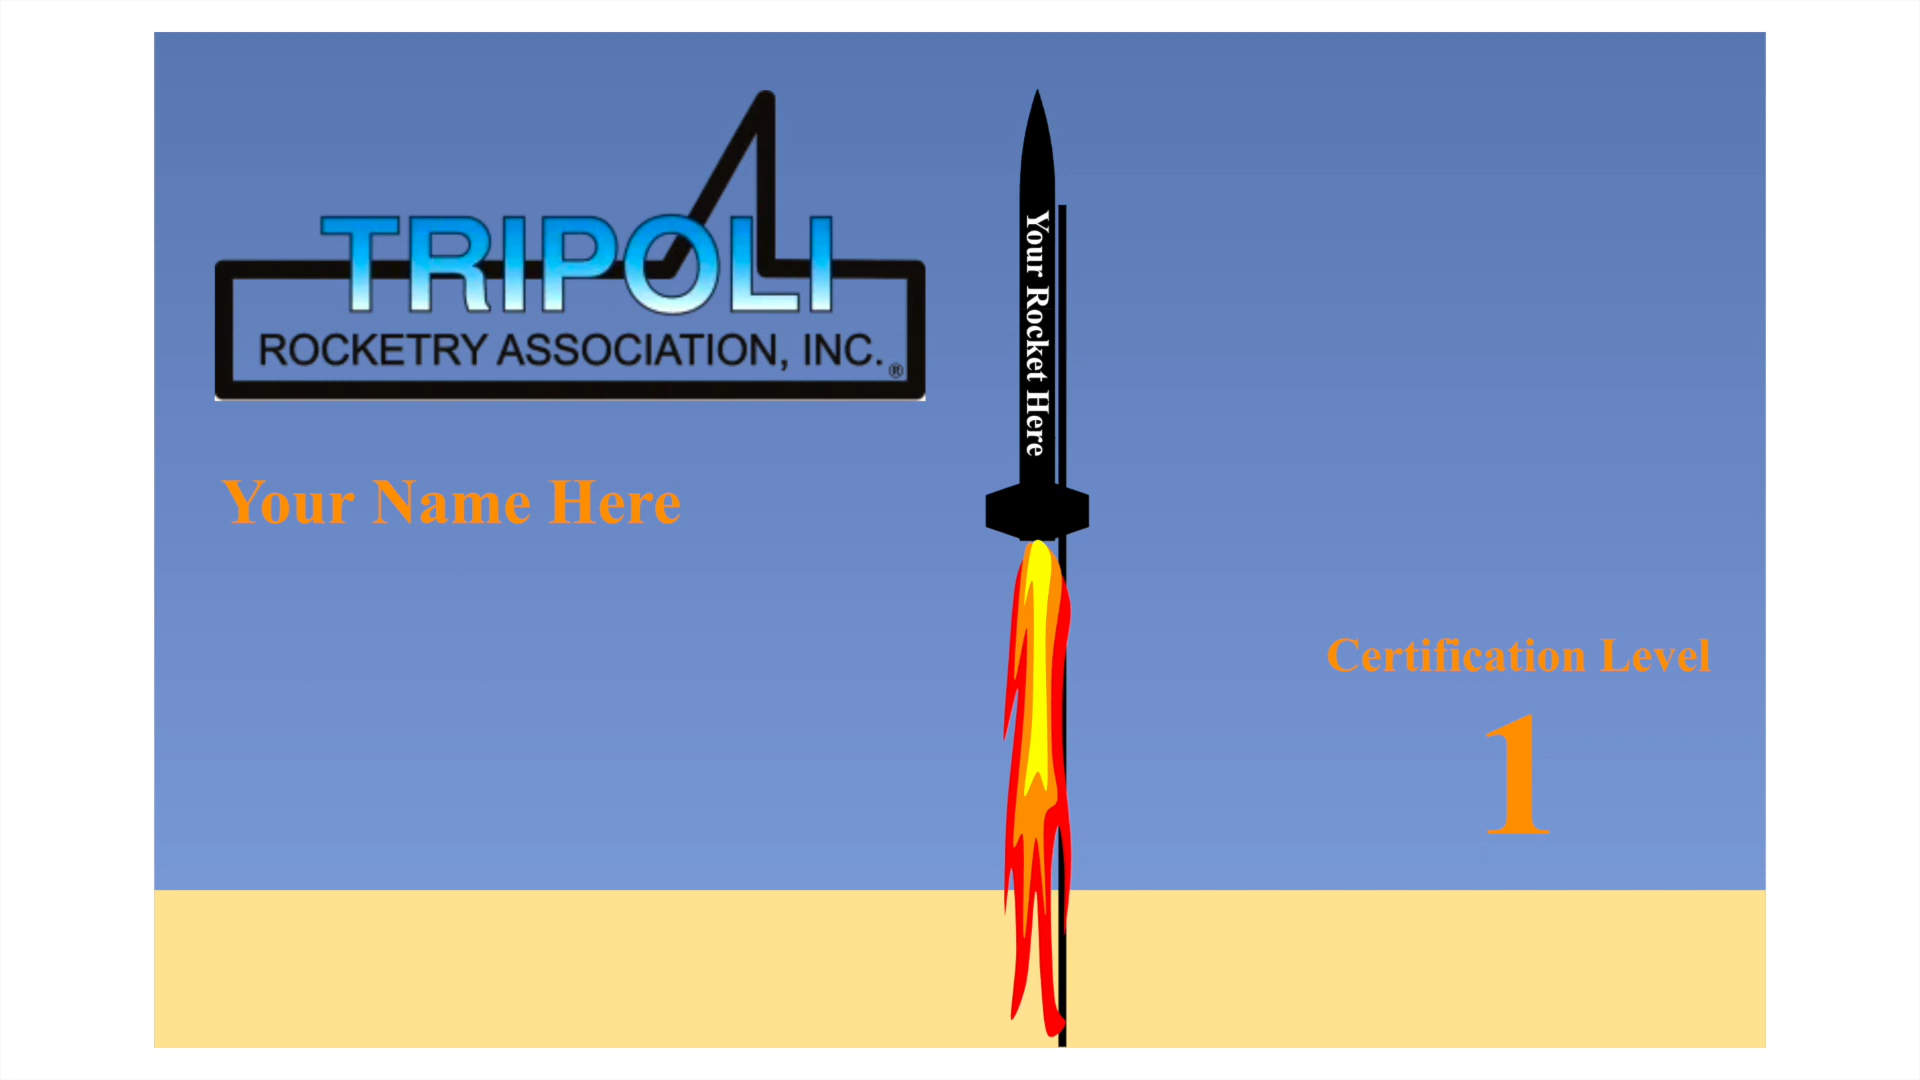 TRIPOLI
ROCKETRY ASSOCIATION, INC.®
Your Name Here
Your Rocket Here
Certification Level
1